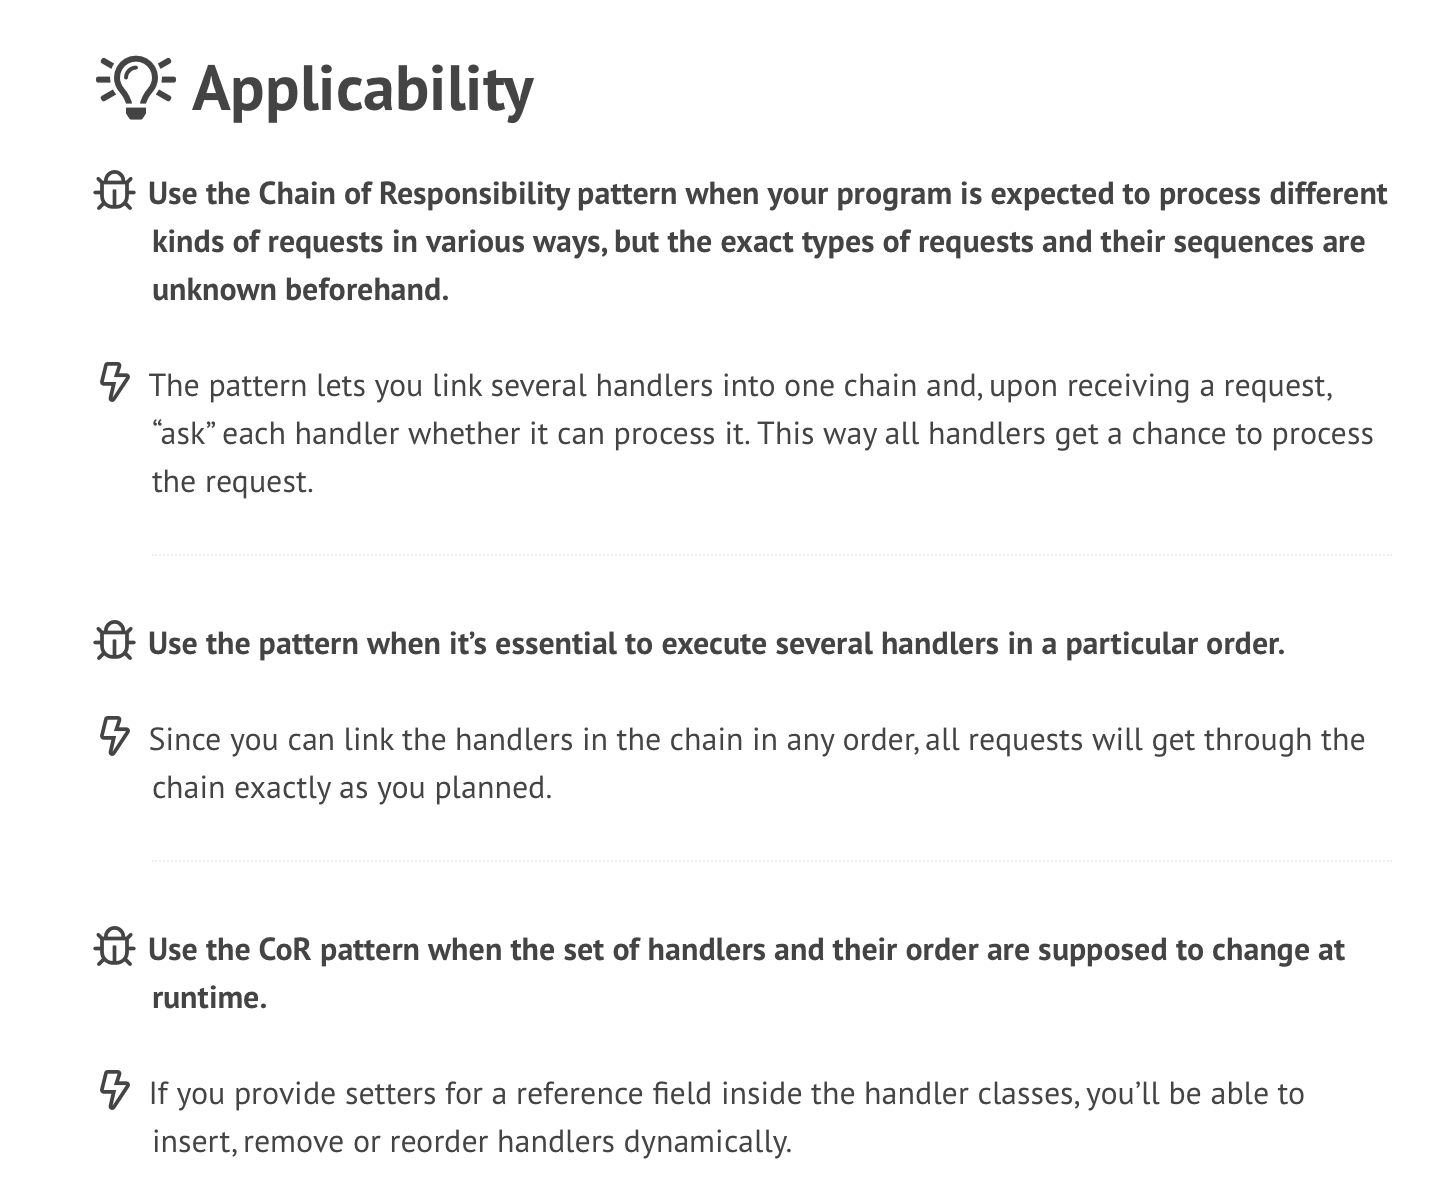 Applicability
Use the Chain of Responsibility pattern when your program is expected to process different
kinds of requests in various ways, but the exact types of requests and their sequences are
unknown beforehand.
The pattern lets you link several handlers into one chain and, upon receiving a request,
“ask” each handler whether it can process it. This way all handlers get a chance to process
the request.
Use the pattern when it’s essential to execute several handlers in a particular order.
Since you can link the handlers in the chain in any order, all requests will get through the
chain exactly as you planned.
Use the CoR pattern when the set of handlers and their order are supposed to change at
runtime.
If you provide setters for a reference field inside the handler classes, you’ll be able to
insert, remove or reorder handlers dynamically.